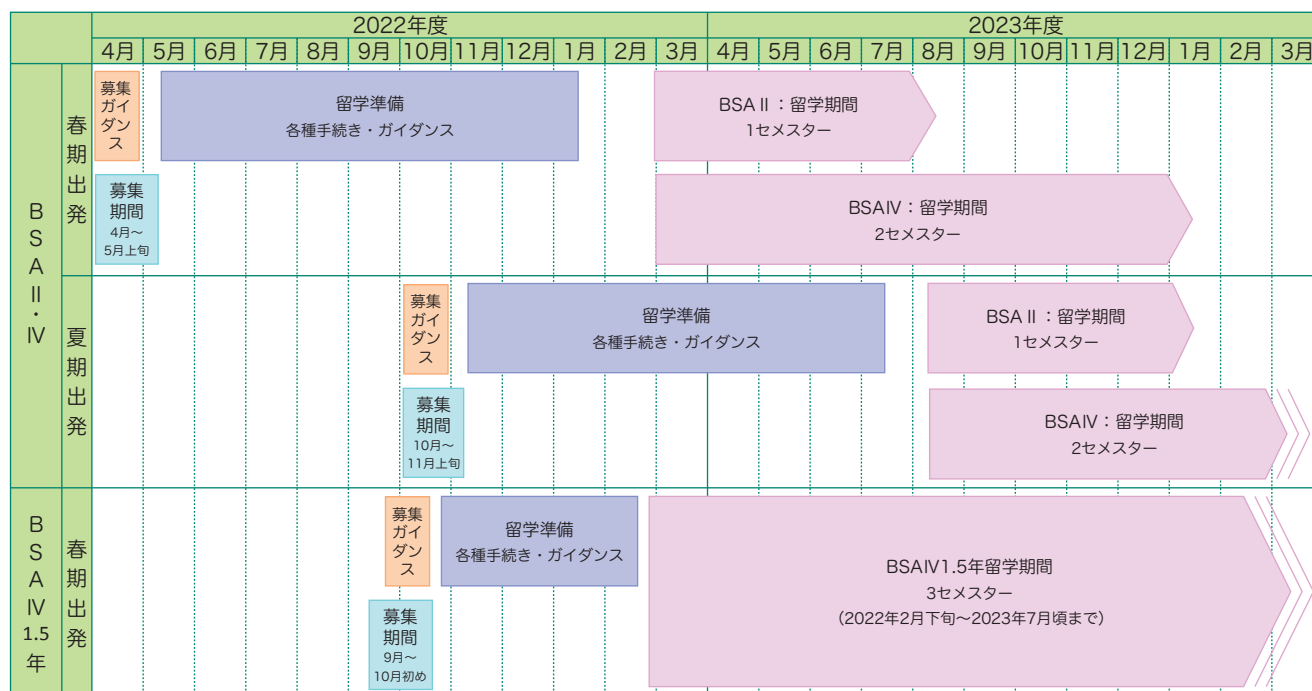 2022年度
2023年度
4月 5月 6月 7月 8月 9月 10月 11月 12月 1月 2月 3月 4月 5月 6月 7月 8月 9月 10月 11月 12月 1月 2月 3月
BSAⅡ・Ⅳ
春期出発
募集
ガイ
ダン
ス
留学準備
各種手続き・ガイダンス
BSAⅡ：留学期間
1セメスター
募集
期間
4月～
5月上旬
BSAⅣ：留学期間
2セメスター
夏期出発
募集
ガイ
ダン
ス
留学準備
各種手続き・ガイダンス
BSAⅡ：留学期間
1セメスター
募集
期間
10月～
11月上旬
BSAⅣ：留学期間
2セメスター
BSAⅣ
1.5
年
春期出発
募集
ガイ
ダン
ス
留学準備
各種手続き・ガイダンス
BSAⅣ1.5年留学期間
3セメスター
（2022年2月下旬～2023年7月頃まで）
募集
期間
9月～
10月初め